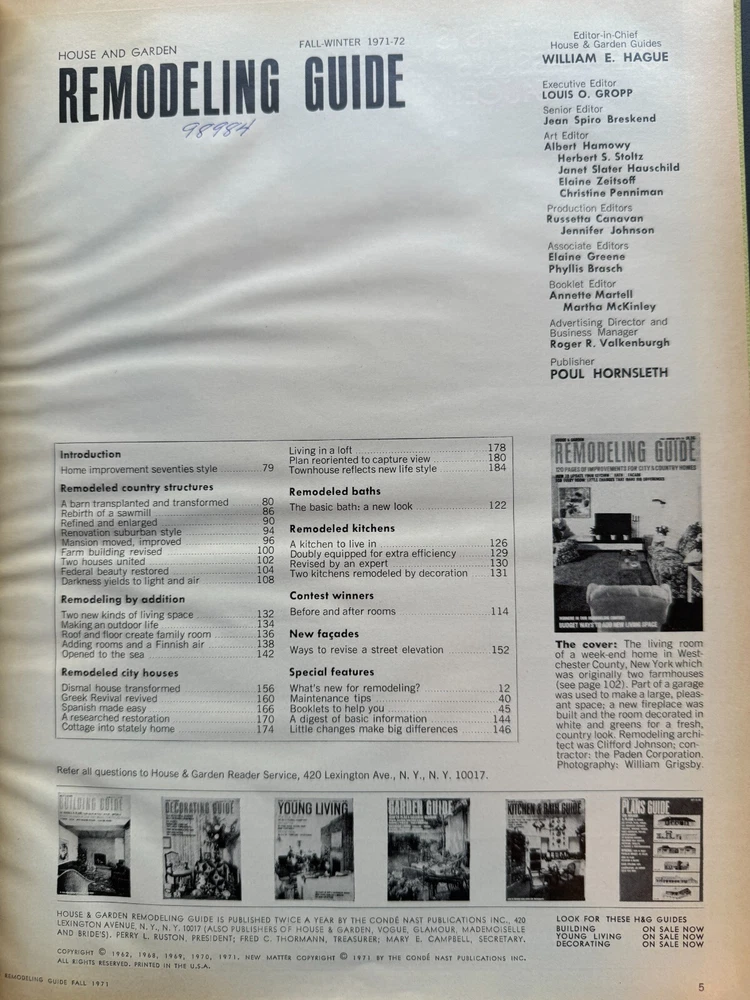 HOUSE AND GARDEN
FALL-WINTER 1971-72
REMODELING GUIDE
98984
Editor-in-Chief
House & Garden Guides
WILLIAM E. HAGUE
Executive Editor
LOUIS O. GROPP
Senior Editor
Jean Spiro Breskend
Art Editor
Albert Hamowy
Herbert S. Stoltz
Janet Slater Hauschild
Elaine Zeitsoff
Christine Penniman
Production Editors
Russetta Canavan
Jennifer Johnson
Associate Editors
Elaine Greene
Phyllis Brasch
Booklet Editor
Annette Martell
Martha McKinley
Advertising Director and
Business Manager
Roger R. Valkenburgh
Publisher
POUL HORNSLETH
Introduction
Home improvement seventies style 79
Remodeled country structures
A barn transplanted and transformed 80
Rebirth of a sawmill 86
Refined and enlarged 90
Renovation suburban style 94
Mansion moved, improved 96
Farm building revised 100
Two houses united 102
Federal beauty restored 104
Darkness yields to light and air 108
Remodeling by addition
Two new kinds of living space 132
Making an outdoor life 134
Roof and floor create family room 136
Adding rooms and a Finnish air 138
Opened to the sea 142
Remodeled city houses
Dismal house transformed 156
Greek Revival revived 160
Spanish made easy 166
A researched restoration 170
Cottage into stately home 174
Living in a loft 178
Plan reoriented to capture view 180
Townhouse reflects new life style 184
Remodeled baths
The basic bath: a new look 122
Remodeled kitchens
A kitchen to live in 126
Doubly equipped for extra efficiency 129
Revised by an expert 130
Two kitchens remodeled by decoration 131
Contest winners
Before and after rooms 114
New façades
Ways to revise a street elevation 152
Special features
What's new for remodeling? 12
Maintenance tips 40
Booklets to help you 45
A digest of basic information 144
Little changes make big differences 146
REMODELING GUIDE
120 PAGES OF IMPROVEMENTS FOR CITY & COUNTRY HOMES
BUDGET WAYS TO ADD NEW LIVING SPACE
The cover: The living room
of a week-end home in West-
chester County, New York which
was originally two farmhouses
(see page 102). Part of a garage
was used to make a large, pleas-
ant space; a new fireplace was
built and the room decorated in
white and greens for a fresh,
country look. Remodeling archi-
tect was Clifford Johnson; con-
tractor: the Paden Corporation.
Photography: William Grigsby.
Refer all questions to House & Garden Reader Service, 420 Lexington Ave., N. Y., N. Y. 10017.
BUILDING GUIDE
DECORATING GUIDE
YOUNG LIVING
GARDEN GUIDE
KITCHEN & BATH GUIDE
PLANS GUIDE
HOUSE & GARDEN REMODELING GUIDE IS PUBLISHED TWICE A YEAR BY THE CONDÉ NAST PUBLICATIONS INC., 420
LEXINGTON AVENUE, N. Y., N. Y. 10017 (ALSO PUBLISHERS OF HOUSE & GARDEN, VOGUE, GLAMOUR, MADEMOISELLE
AND BRIDE'S). PERRY L. RUSTON, PRESIDENT; FRED C. THORMANN, TREASURER; MARY E. CAMPBELL, SECRETARY.
COPYRIGHT © 1962, 1968, 1969, 1970, 1971. NEW MATTER COPYRIGHT © 1971 BY THE CONDÉ NAST PUBLICATIONS INC.
ALL RIGHTS RESERVED. PRINTED IN THE U.S.A.
LOOK FOR THESE H&G GUIDES
BUILDING ON SALE NOW
YOUNG LIVING ON SALE NOW
DECORATING ON SALE NOW
REMODELING GUIDE FALL 1971
5